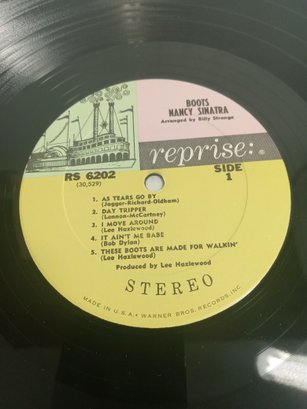 BOOTS
NANCY SINATRA
Arranged by Billy Strange
reprise:®
RS 6202
(30,529)
SIDE
1
1. AS TEARS GO BY
(Jagger-Richard-Oldham)
2. DAY TRIPPER
(Lennon-McCartney)
3. I MOVE AROUND
(Lee Hazlewood)
4. IT AIN'T ME BABE
(Bob Dylan)
5. THESE BOOTS ARE MADE FOR WALKIN'
(Lee Hazlewood)
Produced by Lee Hazlewood
STEREO
MADE IN U.S.A. • WARNER BROS. RECORDS, INC.